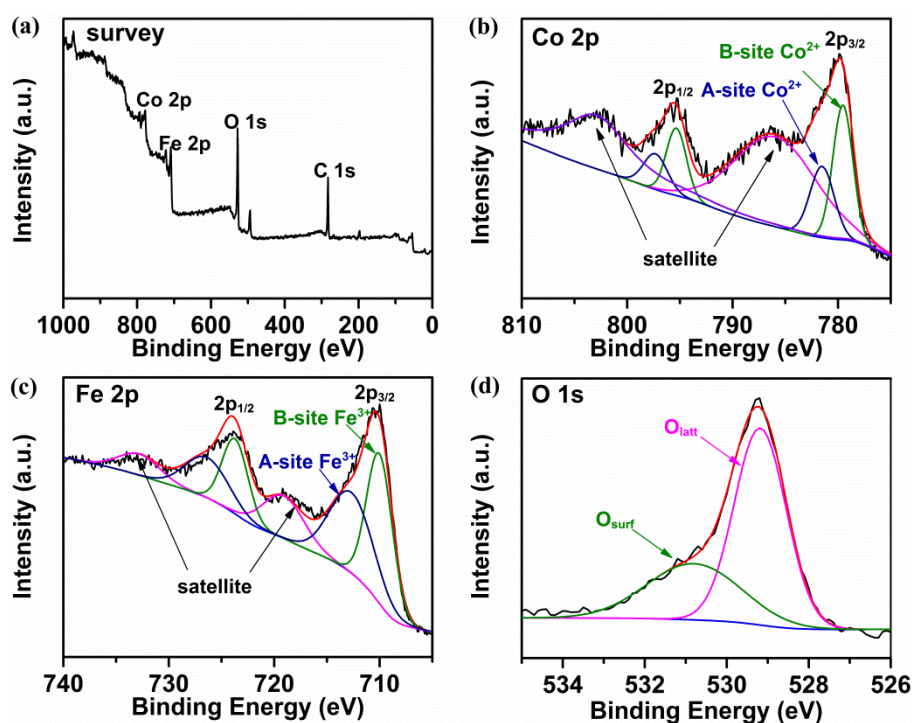 (a)
survey
Co 2p
Fe 2p
O 1s
C 1s
Intensity (a.u.)
1000 800 600 400 200 0
Binding Energy (eV)
(b)
Co 2p
B-site Co²⁺
2p₃/₂
A-site Co²⁺
2p₁/₂
satellite
Intensity (a.u.)
810 800 790 780
Binding Energy (eV)
(c)
Fe 2p
2p₃/₂
2p₁/₂
B-site Fe³⁺
A-site Fe³⁺
satellite
Intensity (a.u.)
740 730 720 710
Binding Energy (eV)
(d)
O 1s
Oₗₐₜₜ
Oₛᵤᵣf
Intensity (a.u.)
534 532 530 528 526
Binding Energy (eV)